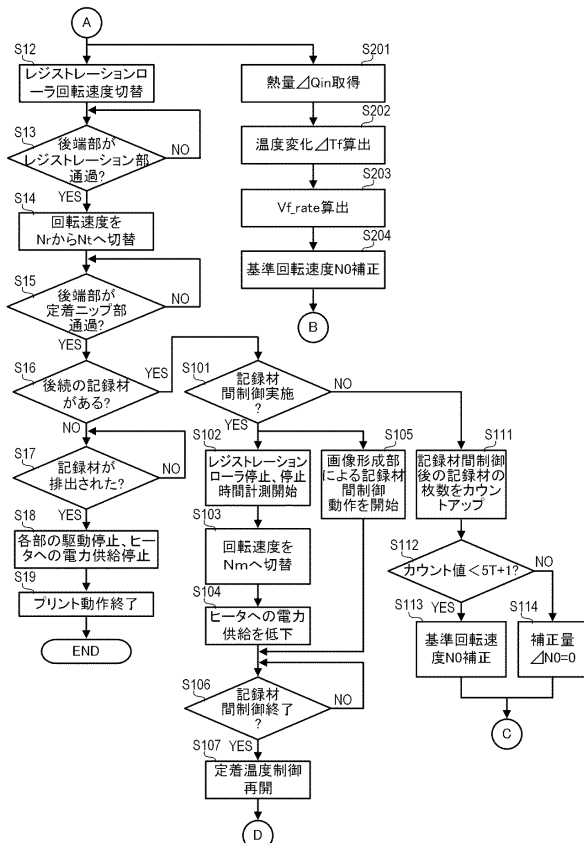 A
S12
レジストレーションロ
ーラ回転速度切替
S13
後端部が
レジストレーション部
通過?
NO
YES
S14
回転速度を
NrからNtへ切替
S15
後端部が
定着ニップ部
通過?
NO
YES
S16
後続の記録材
がある?
YES
NO
S17
記録材が
排出された?
NO
YES
S18
各部の駆動停止、ヒー
タへの電力供給停止
S19
プリント動作終了
END
S201
熱量⊿Qin取得
S202
温度変化⊿Tf算出
S203
Vf_rate算出
S204
基準回転速度N0補正
B
S101
記録材
間制御実施
?
NO
YES
S102
レジストレーション
ローラ停止、停止
時間計測開始
S103
回転速度を
Nmへ切替
S104
ヒータへの電力
供給を低下
S105
画像形成部
による記録材
間制御
動作を開始
S106
記録材
間制御終了
?
NO
YES
S107
定着温度制御
再開
D
S111
記録材間制御
後の記録材の
枚数をカウン
トアップ
S112
カウント値<5T+1?
NO
YES
S113
基準回転速
度N0補正
S114
補正量
⊿N0=0
C